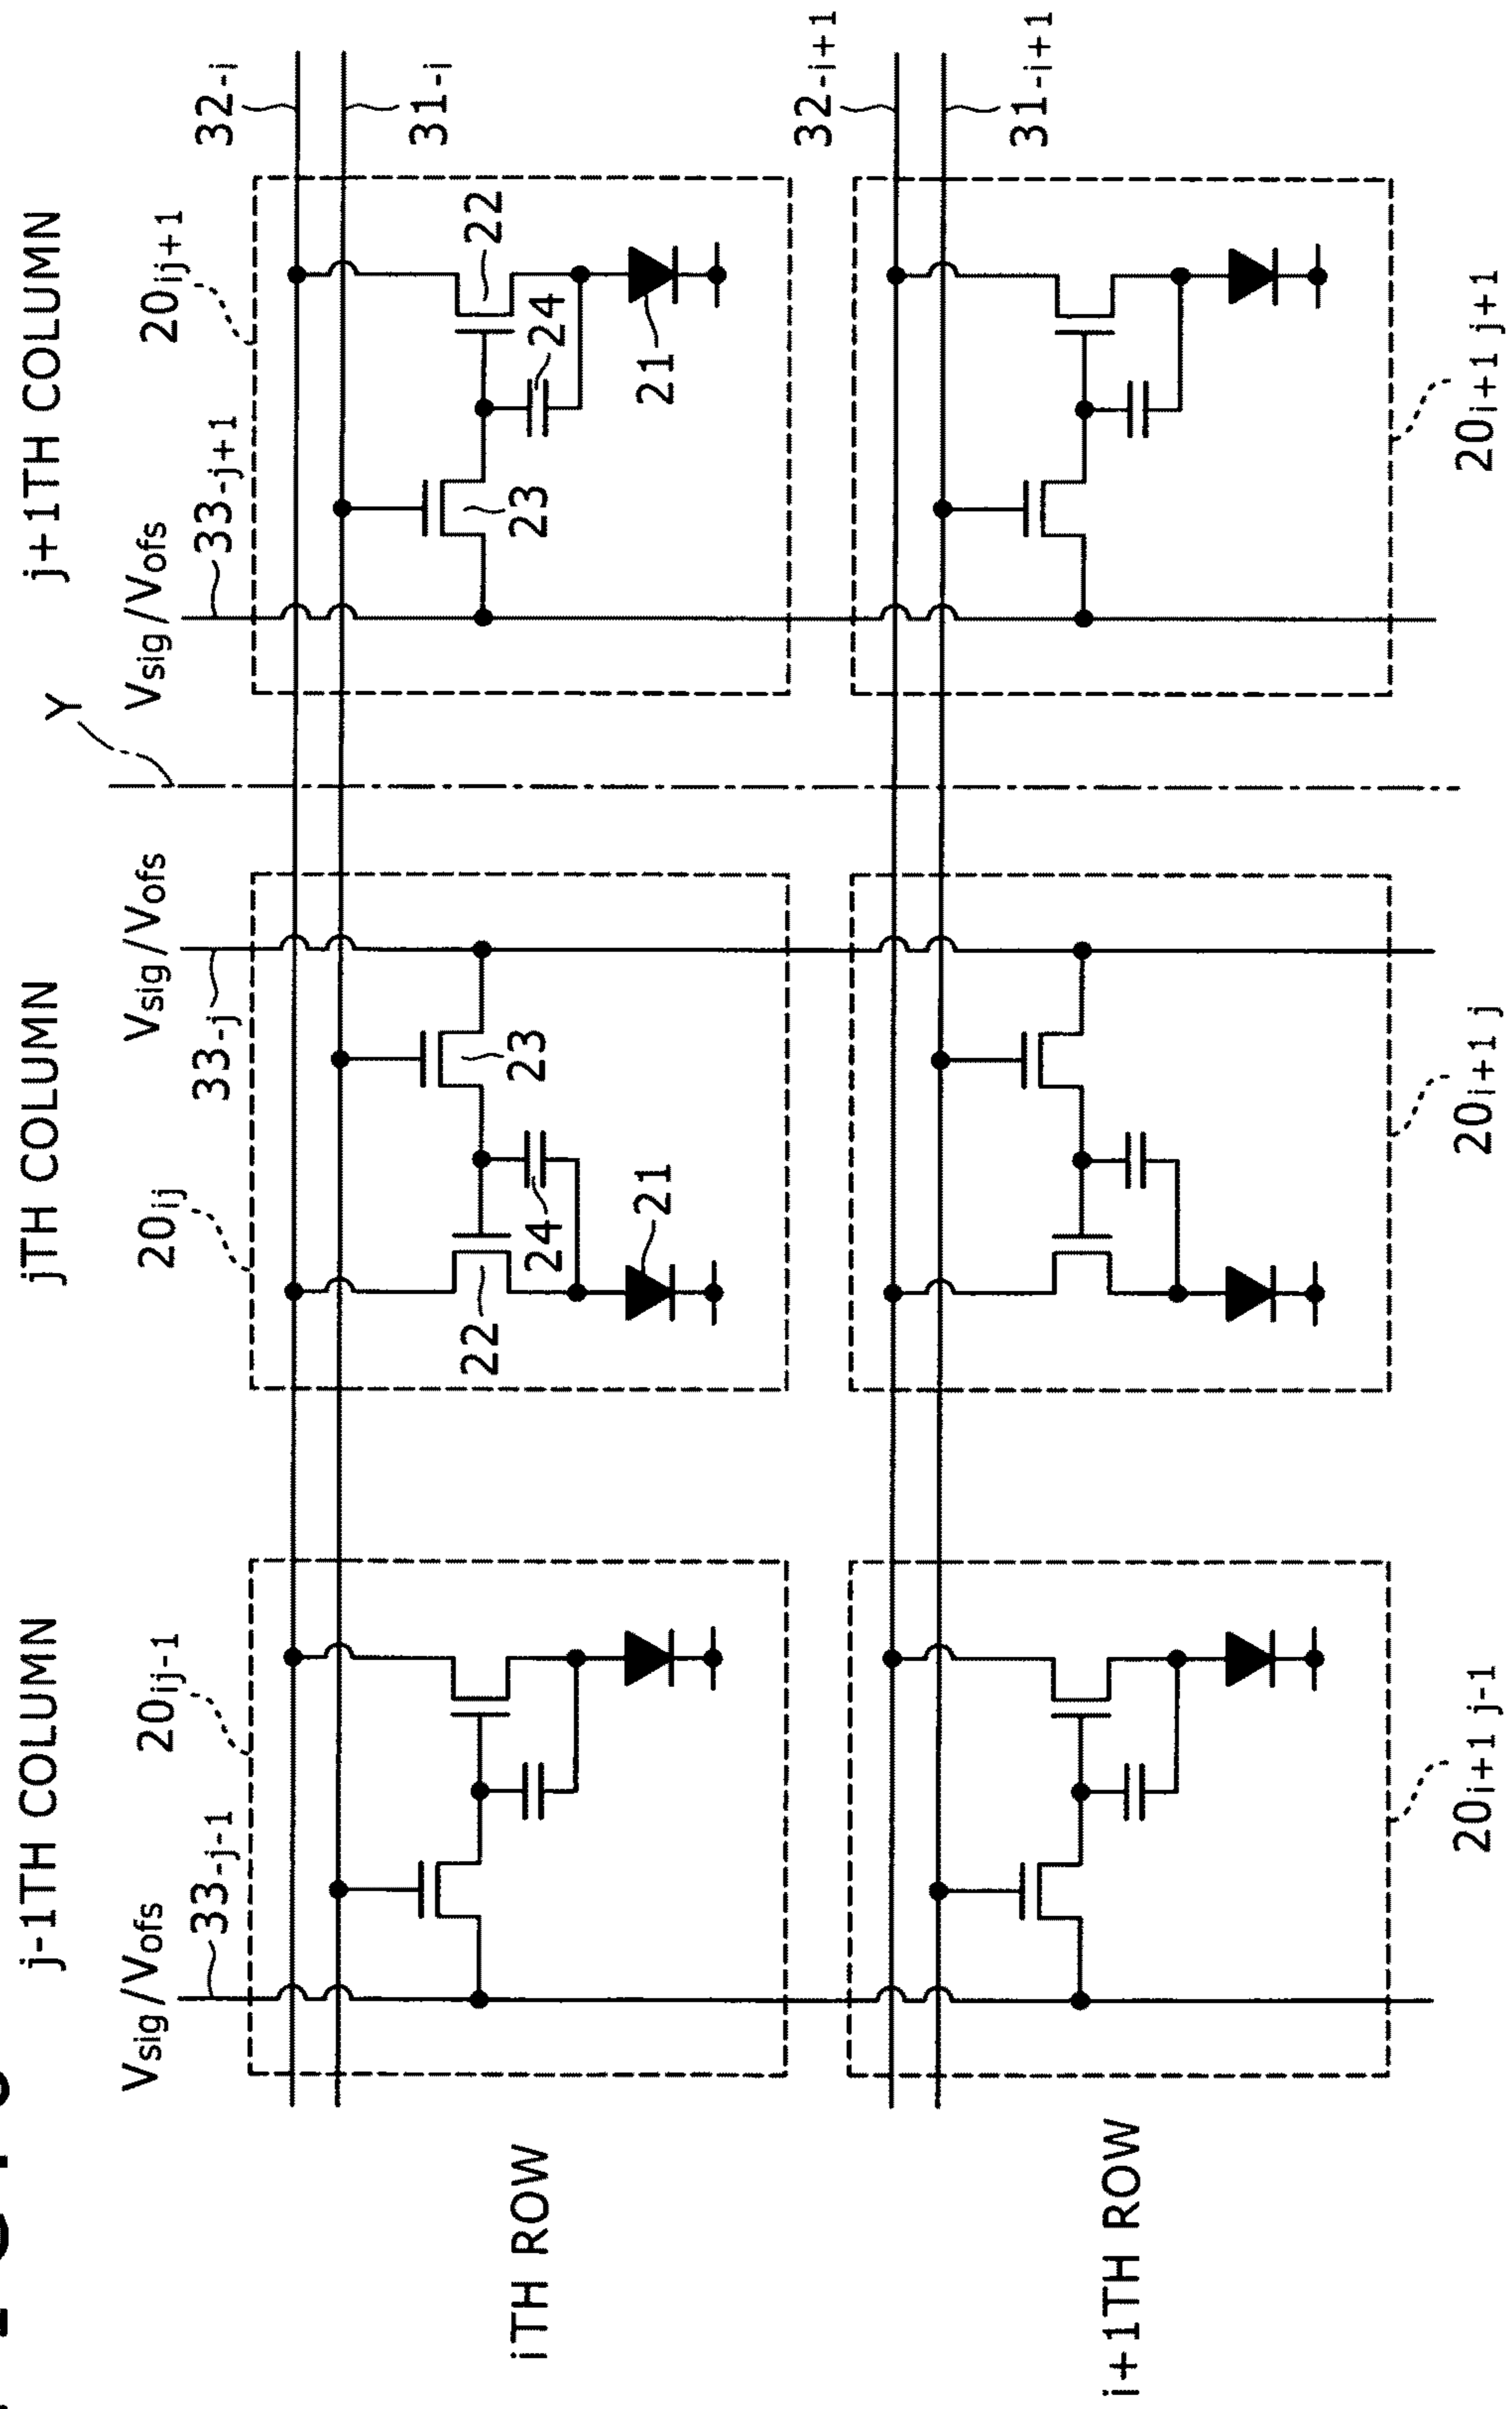 j-1TH COLUMN
jTH COLUMN
j+1TH COLUMN
Y
Vsig/Vofs
Vsig/Vofs
Vsig/Vofs
33-j-1
20ij-1
20ij
33-j
33-j+1
20ij+1
32-i
31-i
iTH ROW
22
24
23
21
23
24
22
21
32-i+1
31-i+1
i+1TH ROW
20i+1 j-1
20i+1 j
20i+1 j+1